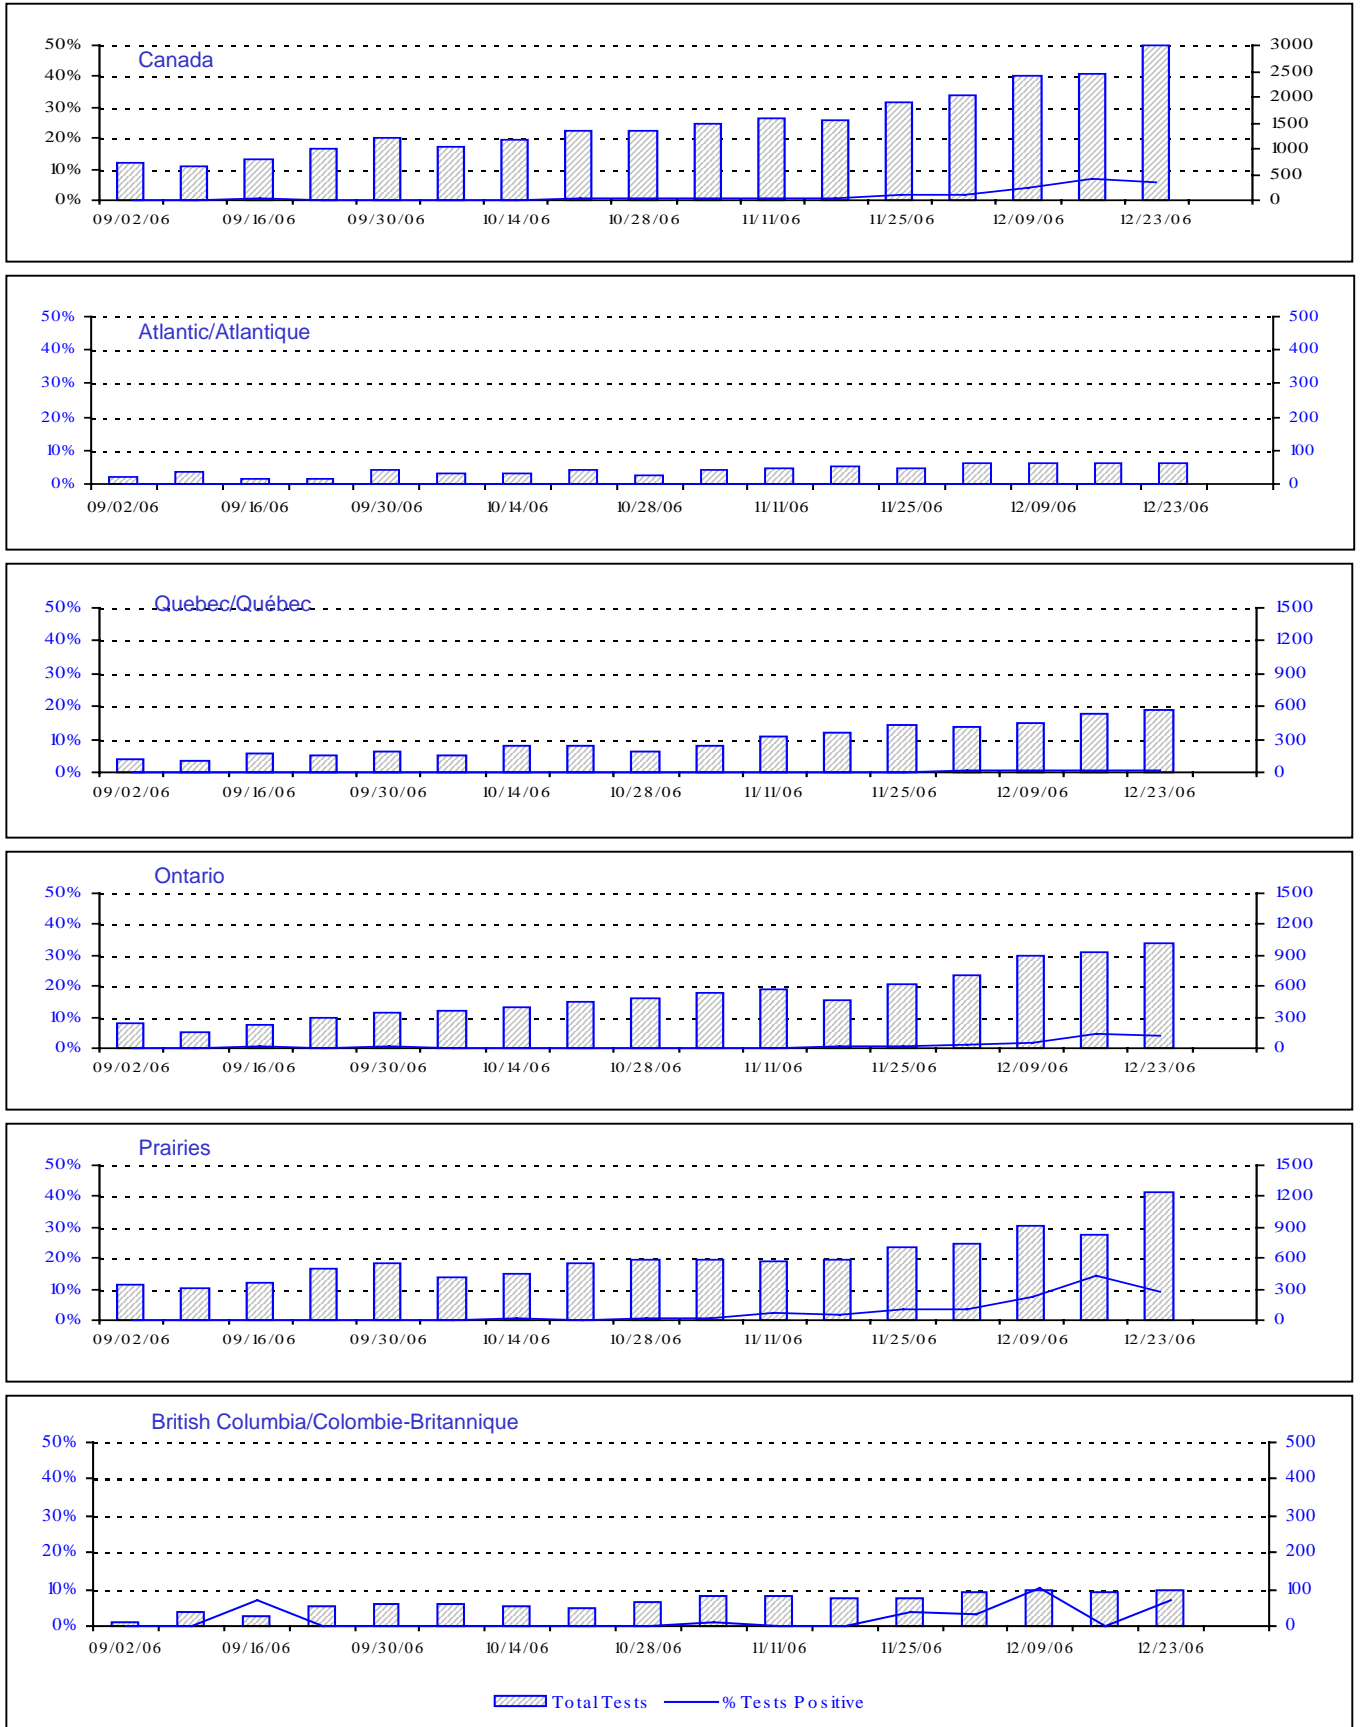 Canada
50% 3000
40% 2500
30% 2000
20% 1500
10% 1000
0% 500
0
09/02/06 09/16/06 09/30/06 10/14/06 10/28/06 11/11/06 11/25/06 12/09/06 12/23/06
Atlantic/Atlantique
50% 500
40% 400
30% 300
20% 200
10% 100
0% 0
09/02/06 09/16/06 09/30/06 10/14/06 10/28/06 11/11/06 11/25/06 12/09/06 12/23/06
Quebec/Québec
50% 1500
40% 1200
30% 900
20% 600
10% 300
0% 0
09/02/06 09/16/06 09/30/06 10/14/06 10/28/06 11/11/06 11/25/06 12/09/06 12/23/06
Ontario
50% 1500
40% 1200
30% 900
20% 600
10% 300
0% 0
09/02/06 09/16/06 09/30/06 10/14/06 10/28/06 11/11/06 11/25/06 12/09/06 12/23/06
Prairies
50% 1500
40% 1200
30% 900
20% 600
10% 300
0% 0
09/02/06 09/16/06 09/30/06 10/14/06 10/28/06 11/11/06 11/25/06 12/09/06 12/23/06
British Columbia/Colombie-Britannique
50% 500
40% 400
30% 300
20% 200
10% 100
0% 0
09/02/06 09/16/06 09/30/06 10/14/06 10/28/06 11/11/06 11/25/06 12/09/06 12/23/06
Total Tests % Tests Positive